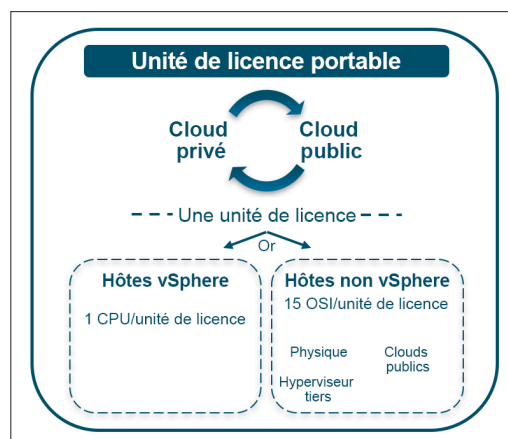 Unité de licence portable
Cloud privé
Cloud public
Une unité de licence
Or
Hôtes vSphere
1 CPU/unité de licence
Hôtes non vSphere
15 OSI/unité de licence
Physique
Clouds publics
Hyperviseur tiers